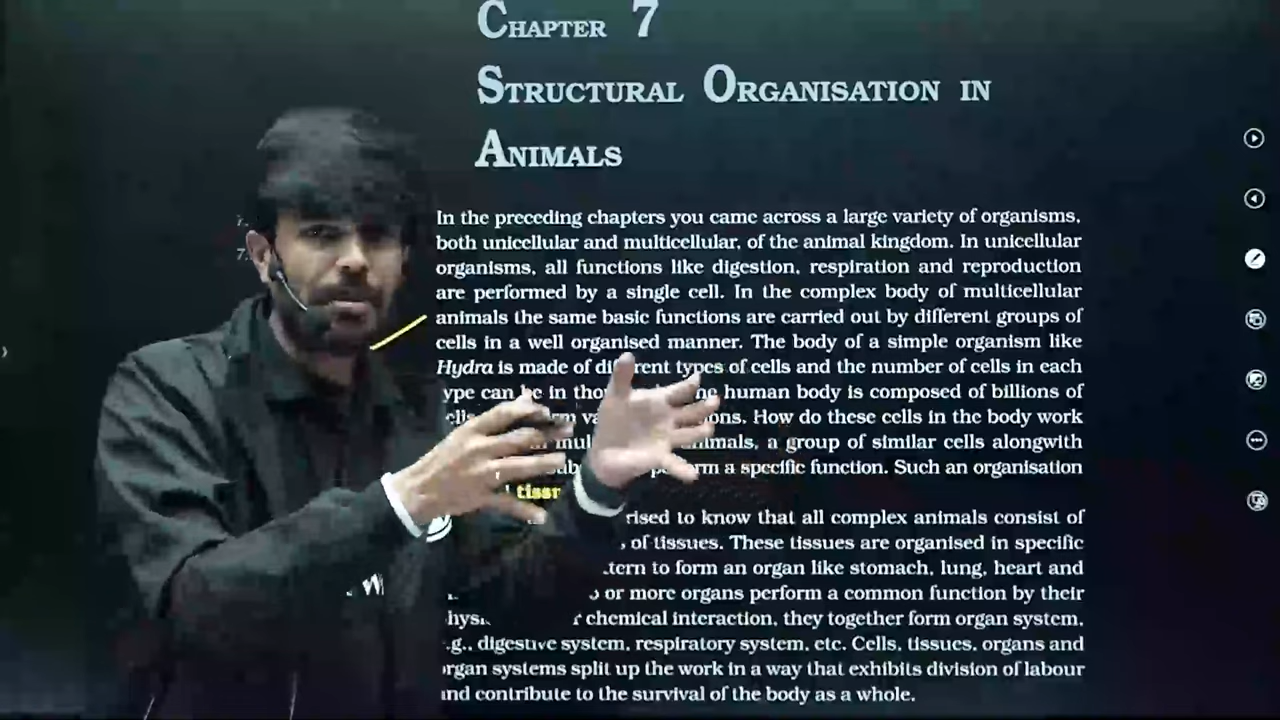 CHAPTER 7
STRUCTURAL ORGANISATION IN
ANIMALS
7.
7.
In the preceding chapters you came across a large variety of organisms,
both unicellular and multicellular, of the animal kingdom. In unicellular
organisms, all functions like digestion, respiration and reproduction
are performed by a single cell. In the complex body of multicellular
animals the same basic functions are carried out by different groups of
cells in a well organised manner. The body of a simple organism like
Hydra is made of different types of cells and the number of cells in each
can be in human body is composed of billions of
How do these cells in the body work
a group of similar cells alongwith
a specific function. Such an organisation
to know that all complex animals consist of
of tissues. These tissues are organised in specific
to form an organ like stomach, lung, heart and
or more organs perform a common function by their
chemical interaction, they together form organ system,
digestive system, respiratory system, etc. Cells, tissues, organs and
organ systems split up the work in a way that exhibits division of labour
and contribute to the survival of the body as a whole.